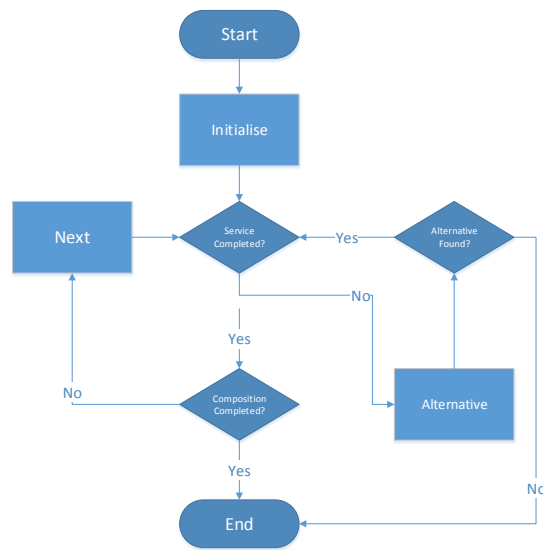 Start
Initialise
Next
Service
Completed?
Yes
Alternative
Found?
No
Yes
No
Composition
Completed?
Alternative
Yes
No
End